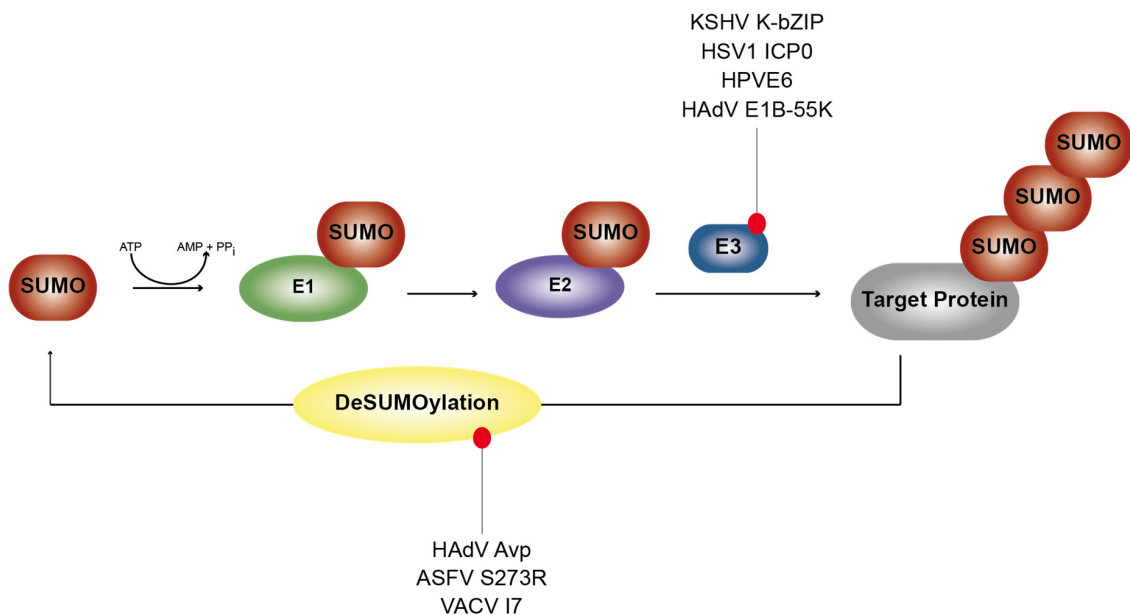 KSHV K-bZIP
HSV1 ICP0
HPVE6
HAdV E1B-55K
SUMO
SUMO
SUMO
SUMO
SUMO
E3
ATP
AMP + PPi
SUMO
E1
E2
Target Protein
DeSUMOylation
HAdV Avp
ASFV S273R
VACV I7